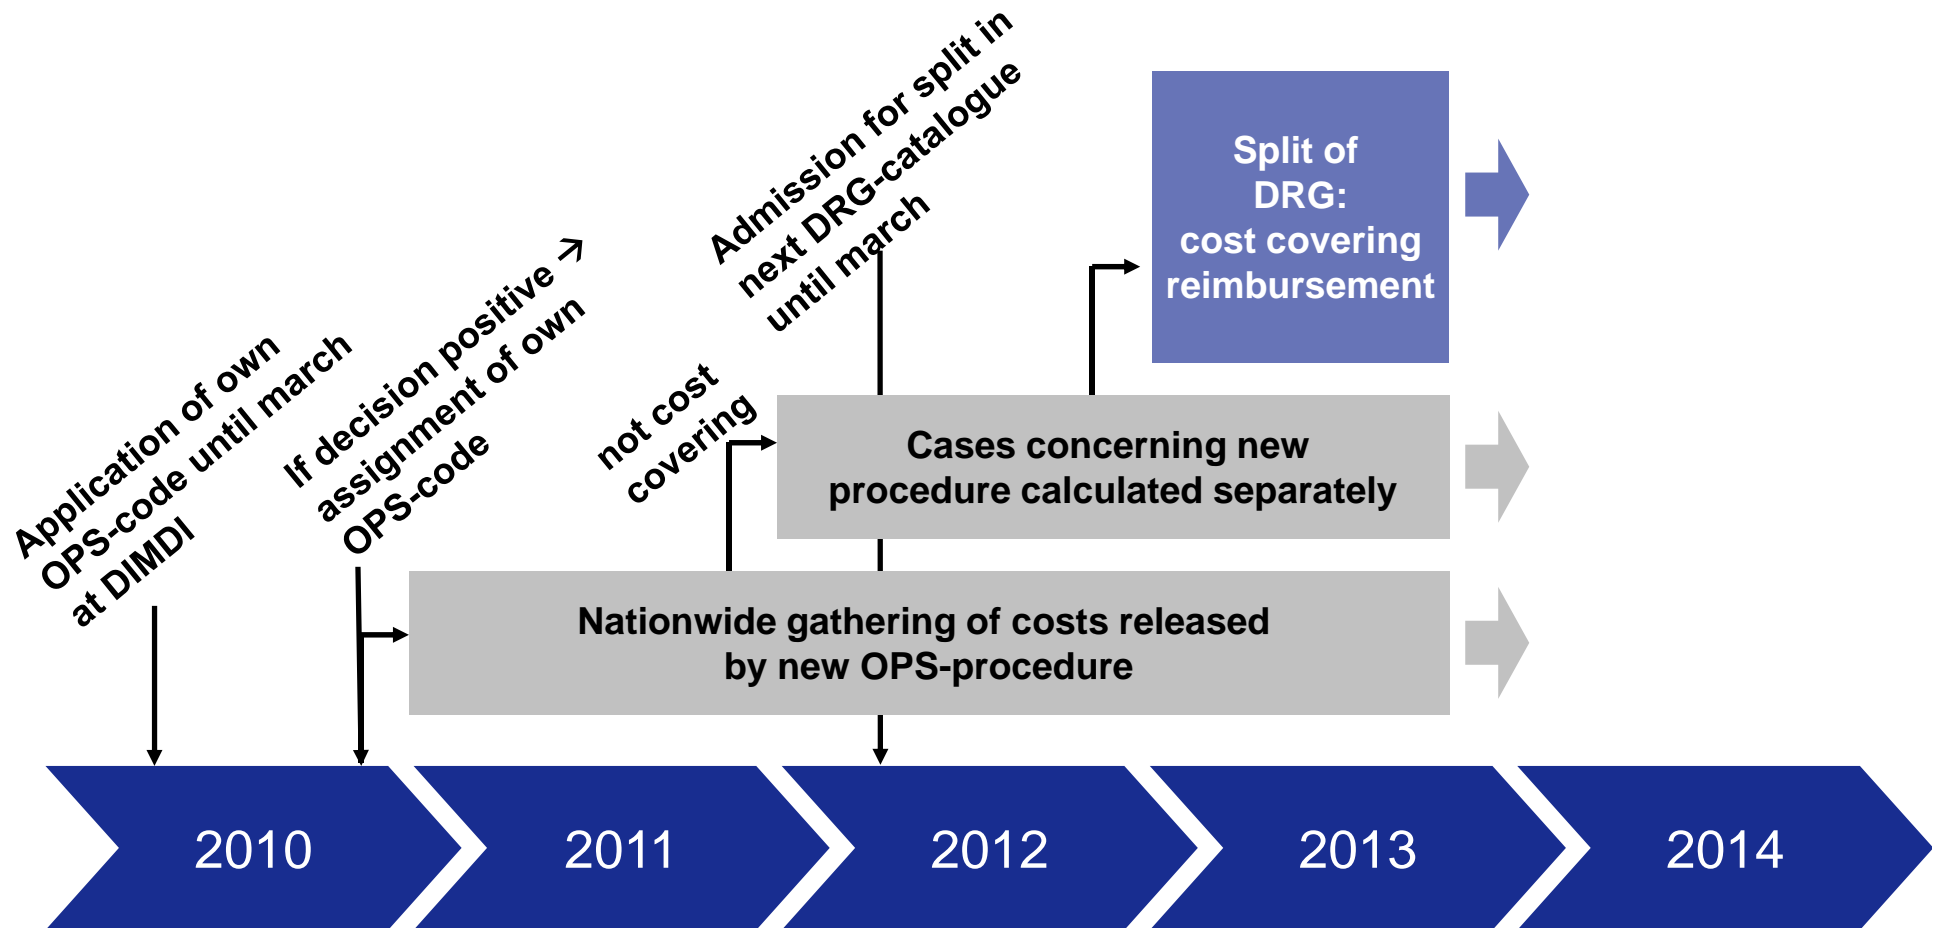 Application of own
OPS-code until march
at DIMDI
If decision positive →
assignment of own
OPS-code
not cost
covering
Admission for split in
next DRG-catalogue
until march
Split of
DRG:
cost covering
reimbursement
Cases concerning new
procedure calculated separately
Nationwide gathering of costs released
by new OPS-procedure
2010
2011
2012
2013
2014